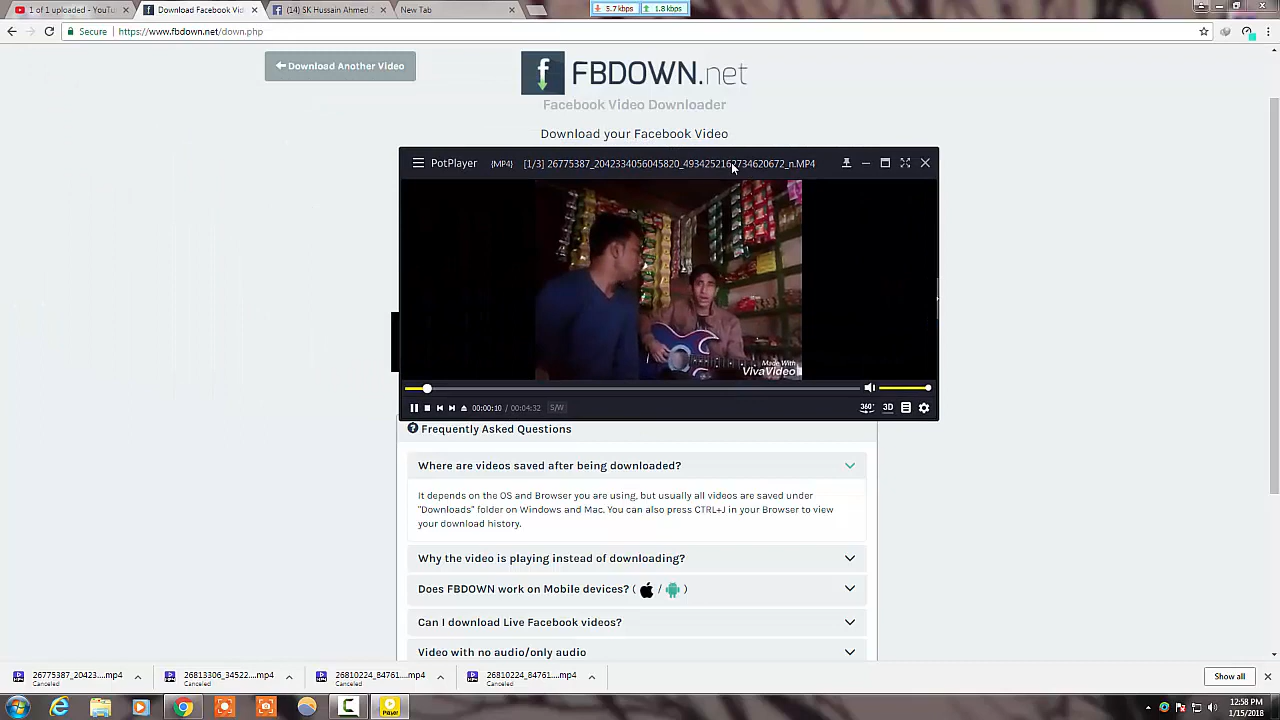 1 of 1 uploaded - YouTu
Download Facebook Vid
(14) SK Hussain Ahmed S
New Tab
5.7 kbps
1.8 kbps
Secure
https://www.fbdown.net/down.php
Download Another Video
FBDOWN.net
Facebook Video Downloader
Download your Facebook Video
PotPlayer
{MP4}
[1/3] 26775387_2042334056045820_4934252162734620672_n.MP4
Made With
VivaVideo
00:00:10 / 00:04:32
S/W
360°
3D
Frequently Asked Questions
Where are videos saved after being downloaded?
It depends on the OS and Browser you are using, but usually all videos are saved under
"Downloads" folder on Windows and Mac. You can also press CTRL+J in your Browser to view
your download history.
Why the video is playing instead of downloading?
Does FBDOWN work on Mobile devices? ( / )
Can I download Live Facebook videos?
Video with no audio/only audio
26775387_20423....mp4
Canceled
26813306_34522....mp4
Canceled
26810224_84761....mp4
Canceled
26810224_84761....mp4
Canceled
Show all
Player
12:58 PM
1/15/2018